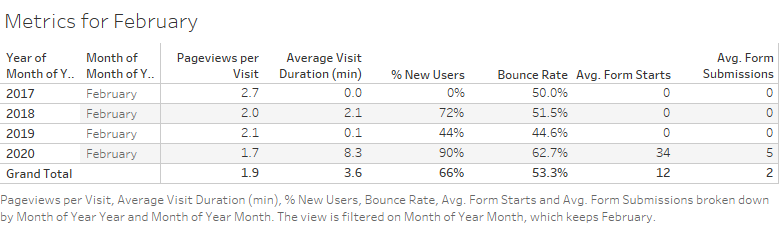 Metrics for February
Year of Month of Pageviews per Average Visit Avg. Form
Month of Y.. Month of Y.. Visit Duration (min) % New Users Bounce Rate Avg. Form Starts Submissions
2017 February 2.7 0.0 0% 50.0% 0 0
2018 February 2.0 2.1 72% 51.5% 0 0
2019 February 2.1 0.1 44% 44.6% 0 0
2020 February 1.7 8.3 90% 62.7% 34 5
Grand Total 1.9 3.6 66% 53.3% 12 2
Pageviews per Visit, Average Visit Duration (min), % New Users, Bounce Rate, Avg. Form Starts and Avg. Form Submissions broken down
by Month of Year Year and Month of Year Month. The view is filtered on Month of Year Month, which keeps February.